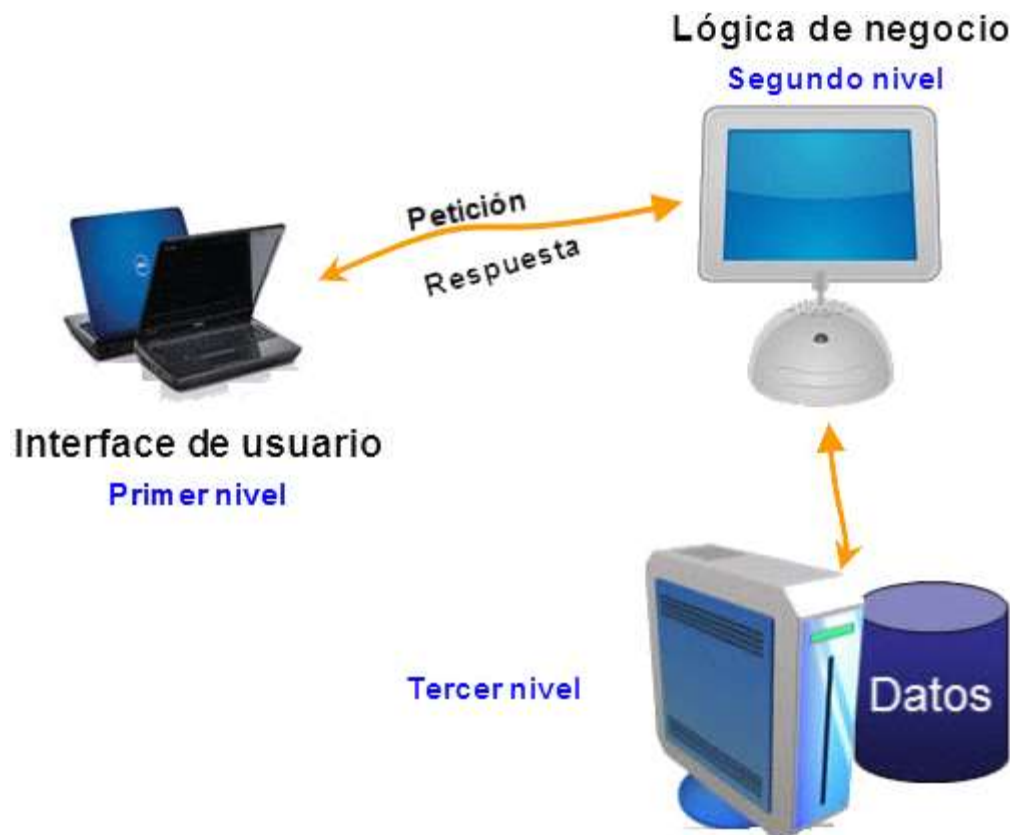 Lógica de negocio
Segundo nivel
Petición
Respuesta
Interface de usuario
Primer nivel
Tercer nivel
Datos